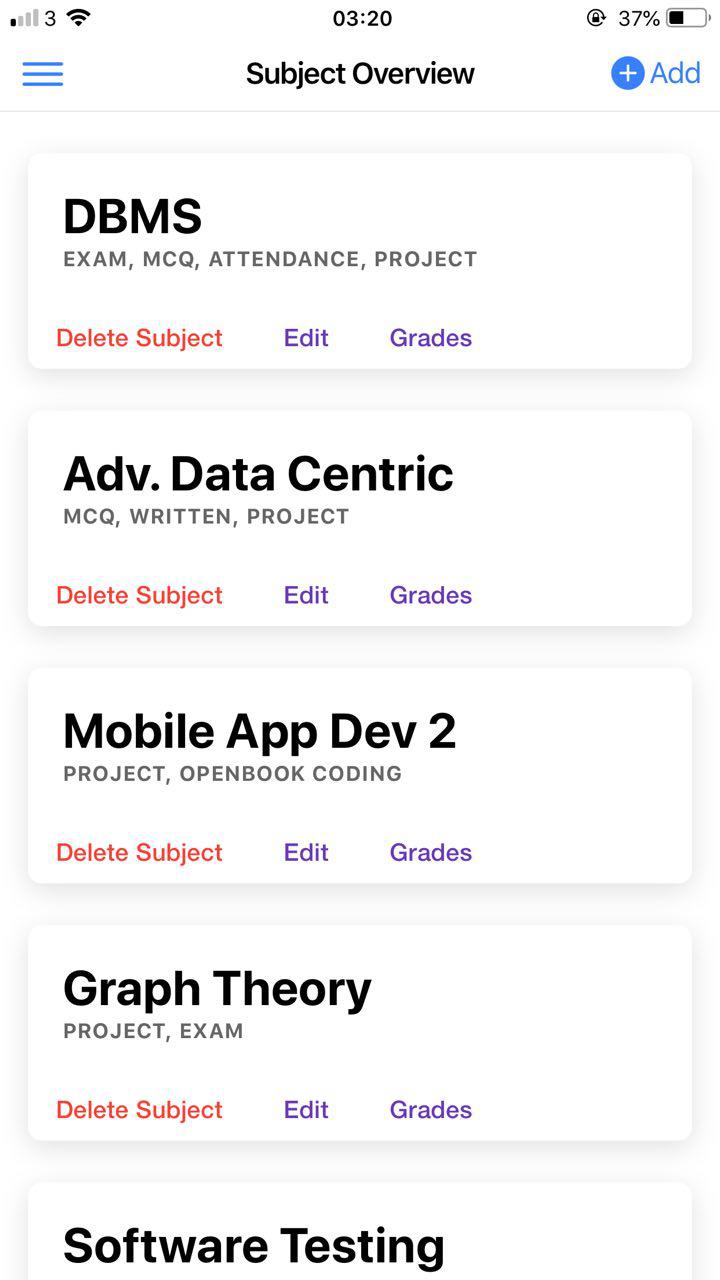 3 03:20 37%
Subject Overview Add
DBMS
EXAM, MCQ, ATTENDANCE, PROJECT
Delete Subject Edit Grades
Adv. Data Centric
MCQ, WRITTEN, PROJECT
Delete Subject Edit Grades
Mobile App Dev 2
PROJECT, OPENBOOK CODING
Delete Subject Edit Grades
Graph Theory
PROJECT, EXAM
Delete Subject Edit Grades
Software Testing